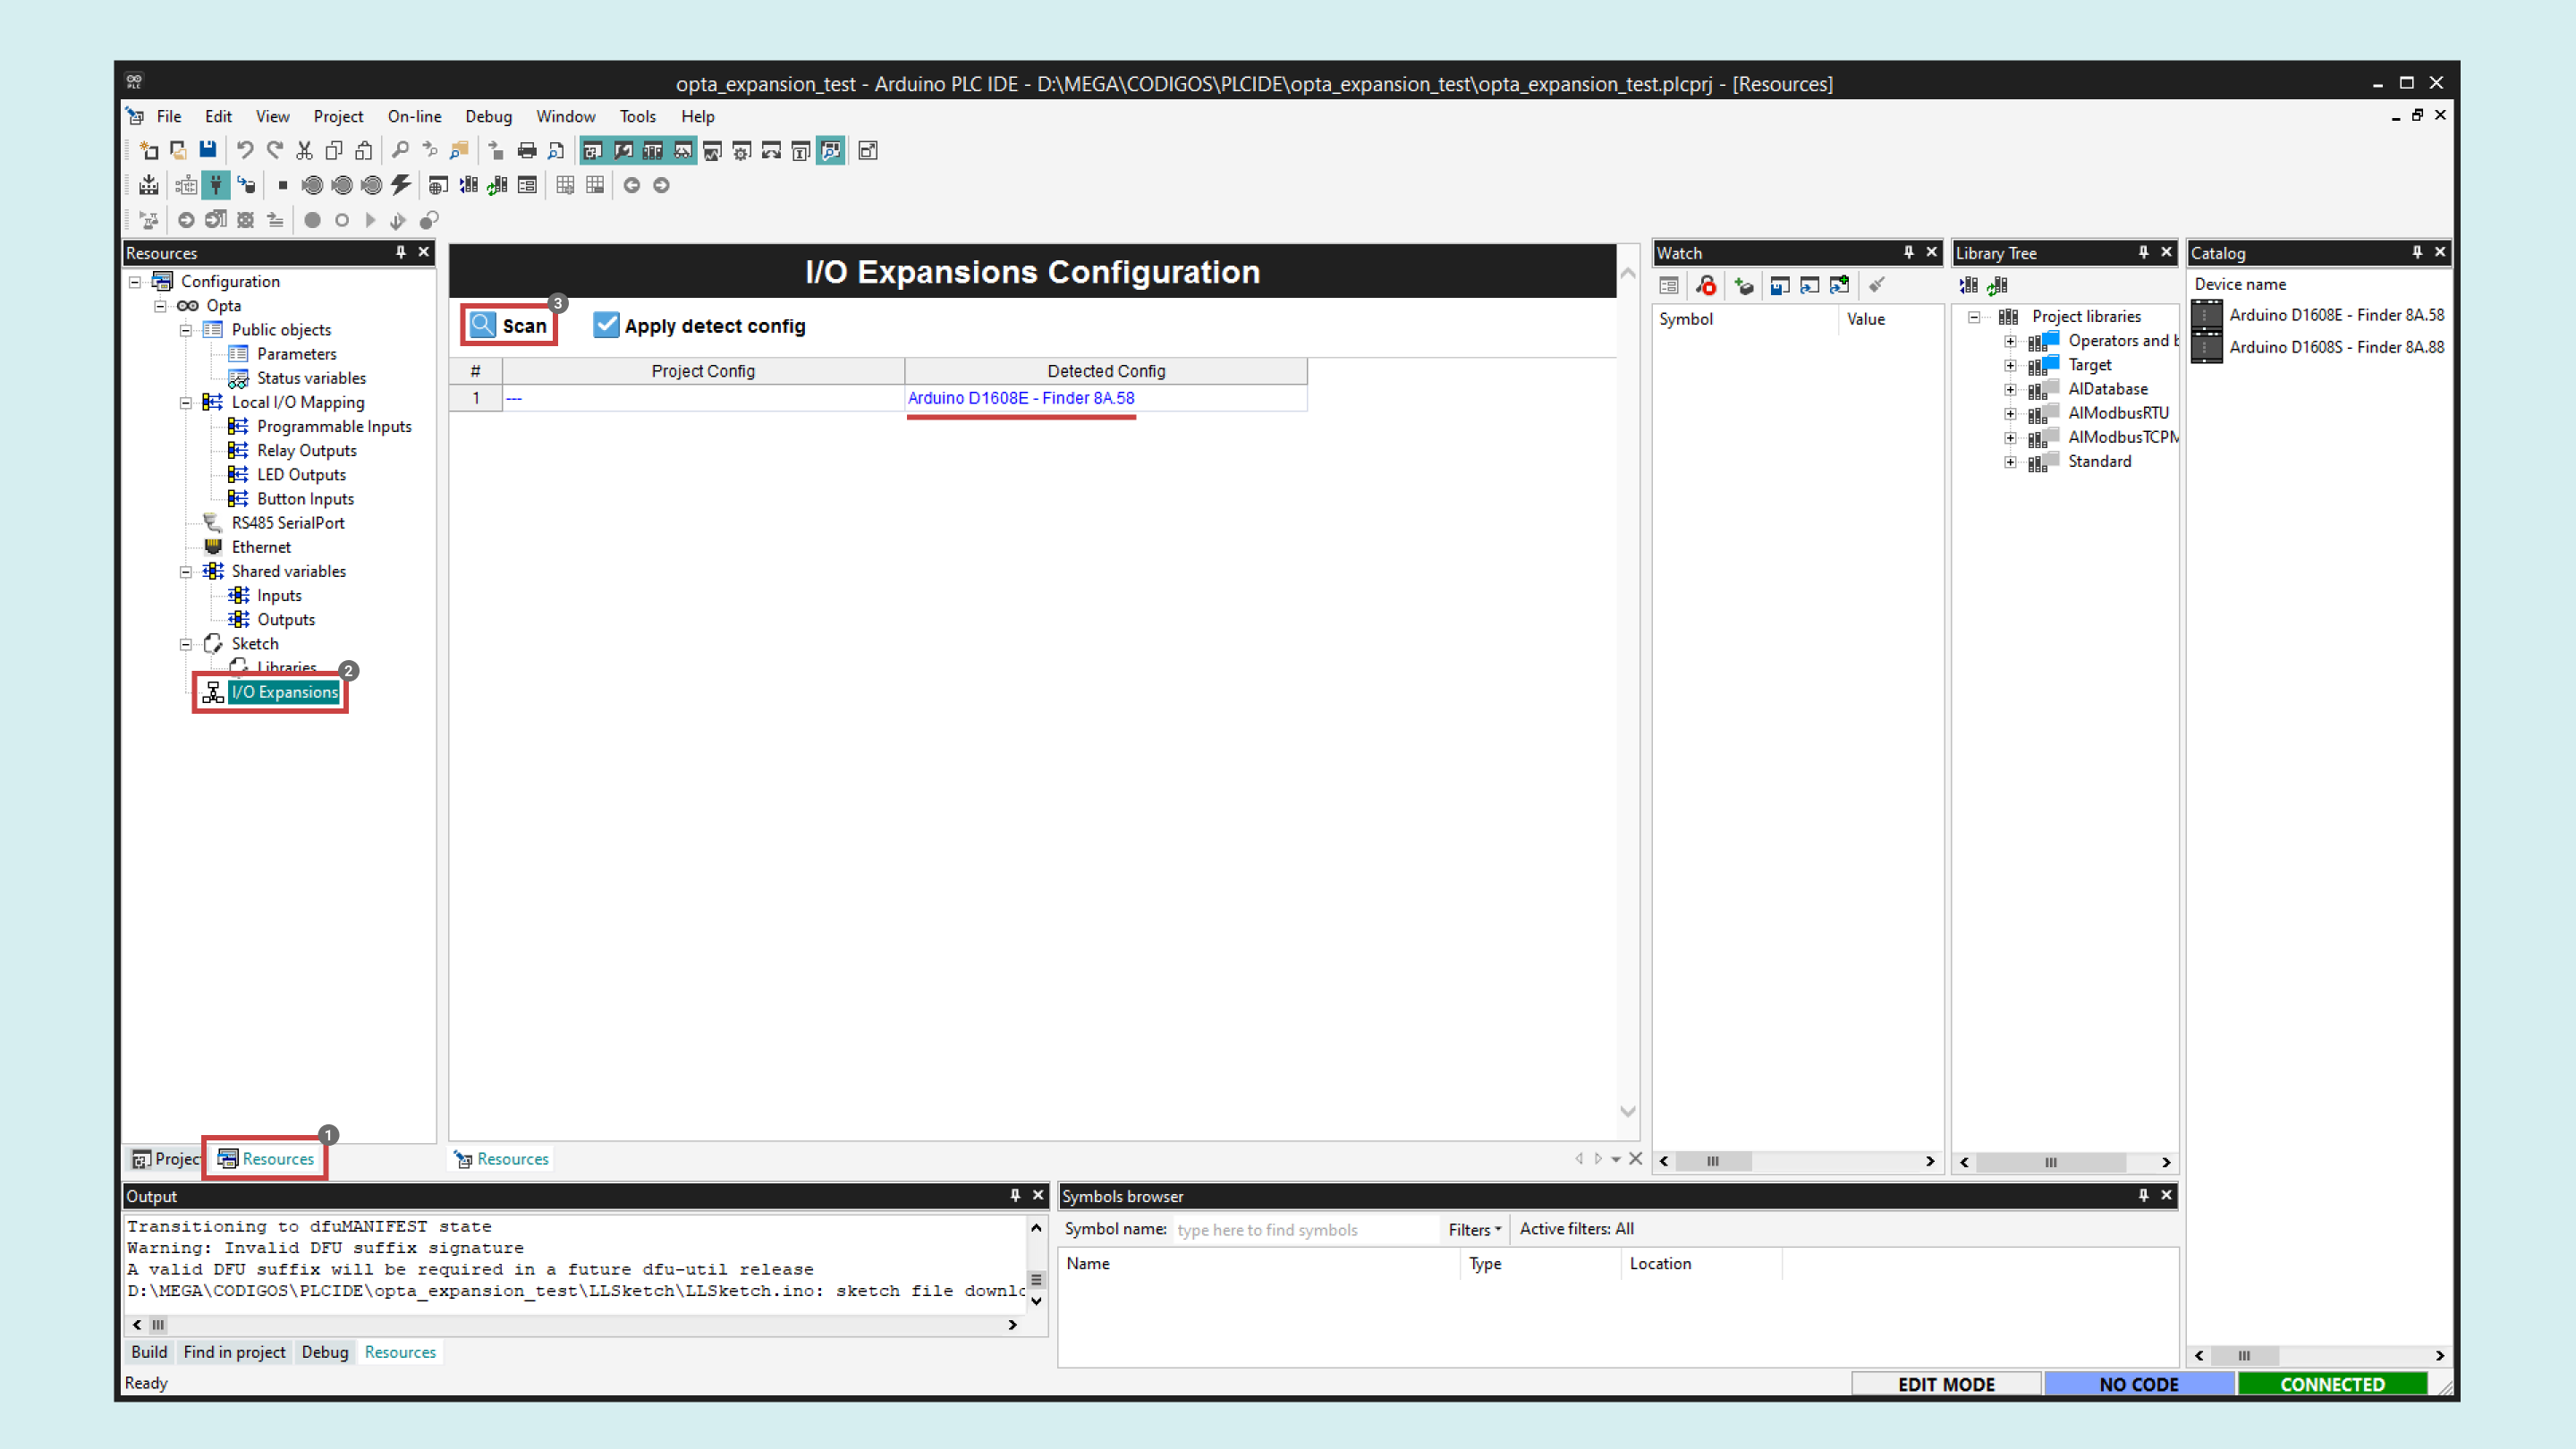 opta_expansion_test - Arduino PLC IDE - D:\MEGA\CODIGOS\PLCIDE\opta_expansion_test\opta_expansion_test.plcprj - [Resources]
File Edit View Project On-line Debug Window Tools Help
Resources
Configuration
Opta
Public objects
Parameters
Status variables
Local I/O Mapping
Programmable Inputs
Relay Outputs
LED Outputs
Button Inputs
RS485 SerialPort
Ethernet
Shared variables
Inputs
Outputs
Sketch
Libraries
2
I/O Expansions
1
Project Resources
I/O Expansions Configuration
3
Scan Apply detect config
# Project Config Detected Config
1 --- Arduino D1608E - Finder 8A.58
Resources
Watch
Symbol Value
Library Tree
Project libraries
Operators and b
Target
AIDatabase
AIModbusRTU
AIModbusTCPM
Standard
Catalog
Device name
Arduino D1608E - Finder 8A.58
Arduino D1608S - Finder 8A.88
Output
Transitioning to dfuMANIFEST state
Warning: Invalid DFU suffix signature
A valid DFU suffix will be required in a future dfu-util release
D:\MEGA\CODIGOS\PLCIDE\opta_expansion_test\LLSketch\LLSketch.ino: sketch file downlo
Build Find in project Debug Resources
Symbols browser
Symbol name: type here to find symbols Filters Active filters: All
Name Type Location
Ready EDIT MODE NO CODE CONNECTED